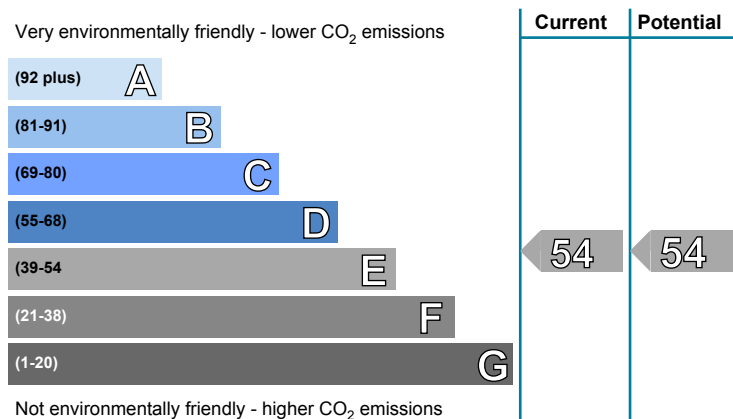 Current Potential
Very environmentally friendly - lower CO₂ emissions
(92 plus) A
(81-91) B
(69-80) C
(55-68) D
(39-54 E 54 54
(21-38) F
(1-20) G
Not environmentally friendly - higher CO₂ emissions